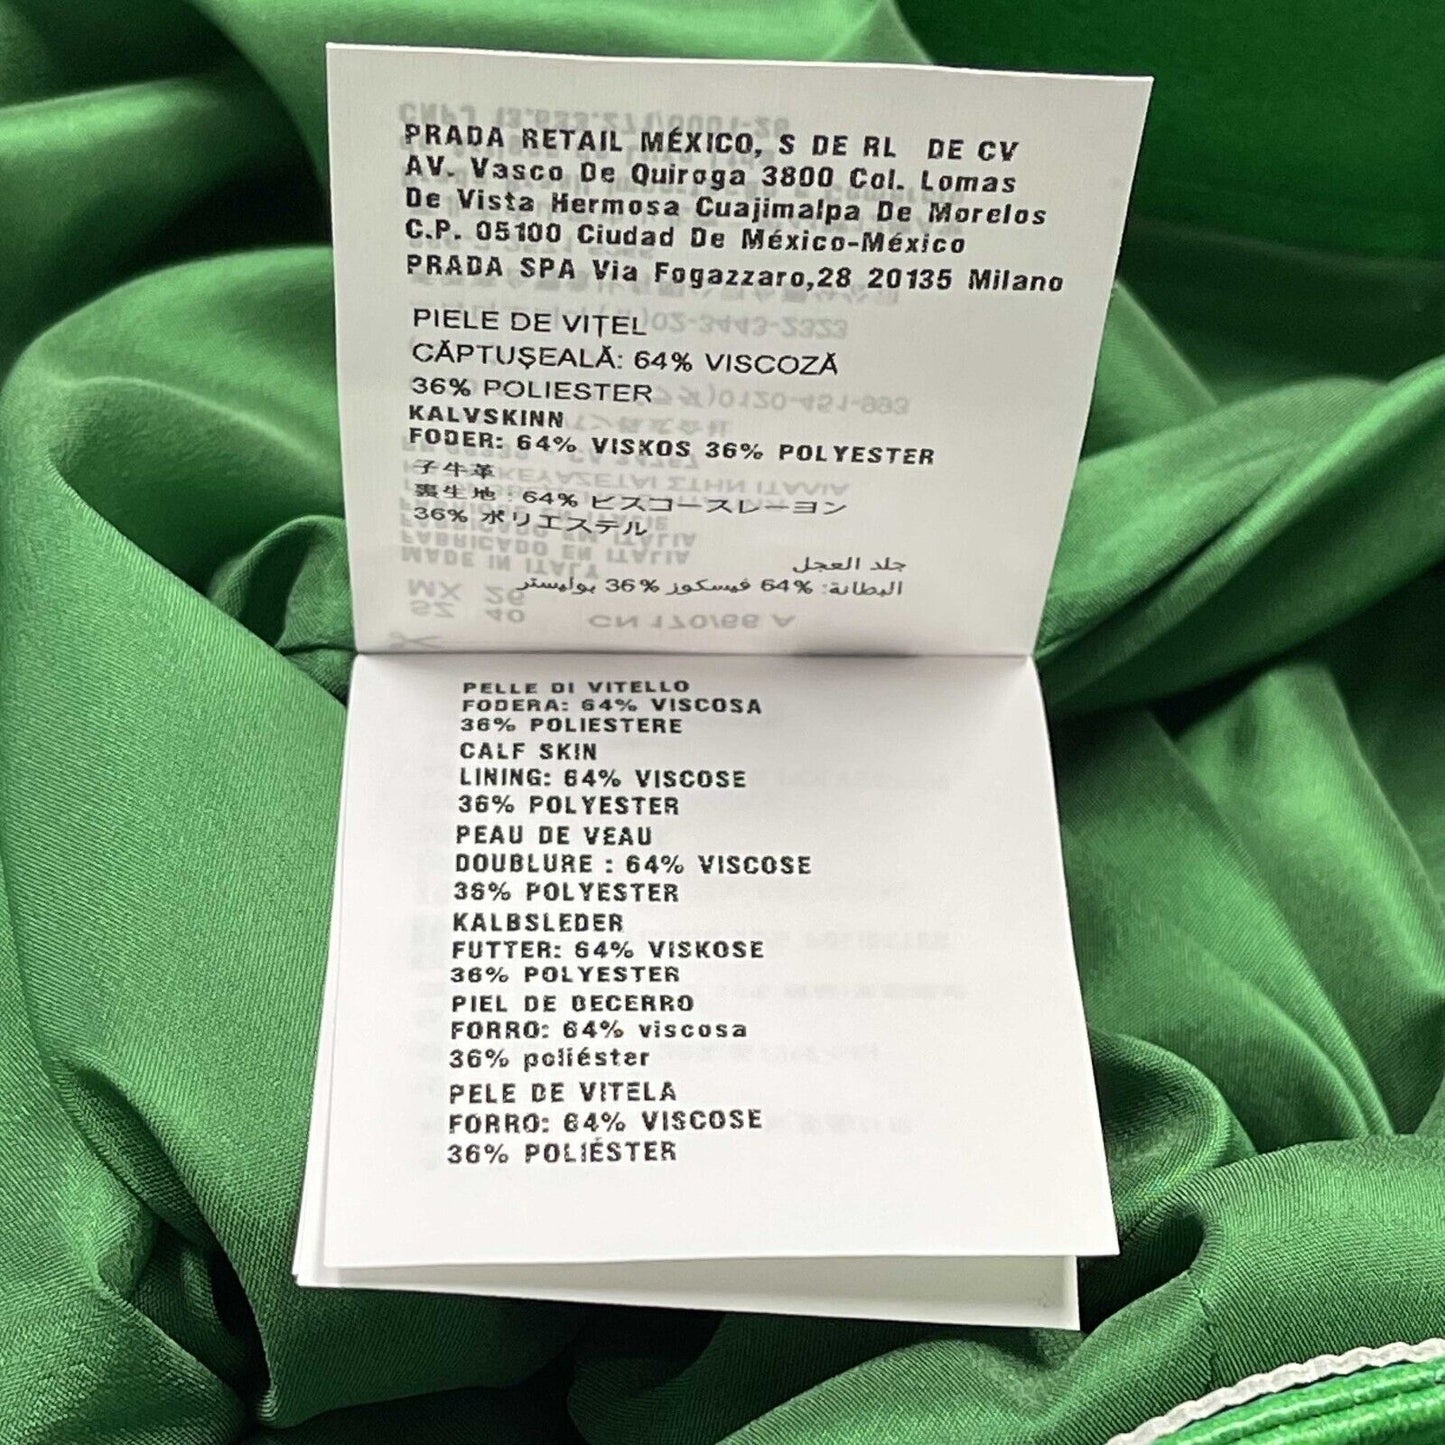 PRADA RETAIL MÉXICO, S DE RL DE CV
AV. Vasco De Quiroga 3800 Col. Lomas
De Vista Hermosa Cuajimalpa De Morelos
C.P. 05100 Ciudad De México-México
PRADA SPA Via Fogazzaro,28 20135 Milano
PIELE DE VIȚEL
CĂPTUȘEALĂ: 64% VISCOZĂ
36% POLIESTER
KALVSKINN
FODER: 64% VISKOS 36% POLYESTER
子牛革
裏生地：64% ビスコースレーヨン
36% ポリエステル
جلد العجل
البطانة: %64 فيسكوز %36 بوليستر
PELLE DI VITELLO
FODERA: 64% VISCOSA
36% POLIESTERE
CALF SKIN
LINING: 64% VISCOSE
36% POLYESTER
PEAU DE VEAU
DOUBLURE : 64% VISCOSE
36% POLYESTER
KALBSLEDER
FUTTER: 64% VISKOSE
36% POLYESTER
PIEL DE BECERRO
FORRO: 64% viscosa
36% poliéster
PELE DE VITELA
FORRO: 64% VISCOSE
36% POLIÉSTER